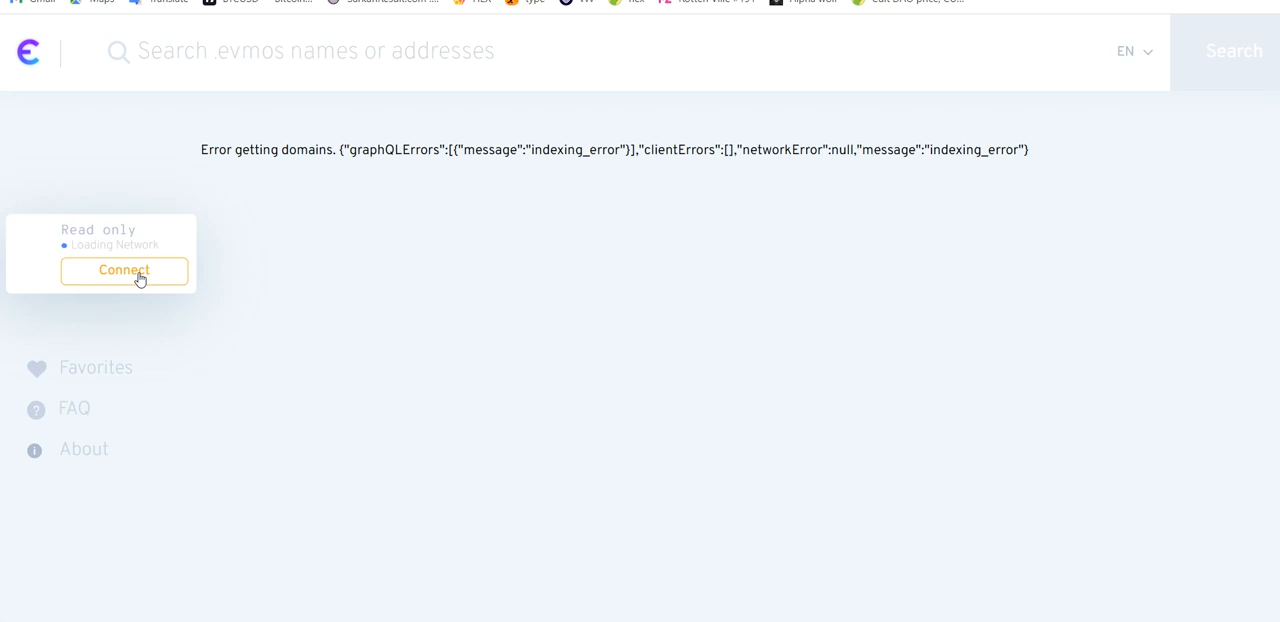 Search .evmos names or addresses
EN
Search
Error getting domains. {"graphQLErrors":[{"message":"indexing_error"}],"clientErrors":[],"networkError":null,"message":"indexing_error"}
Read only
Loading Network
Connect
Favorites
FAQ
About